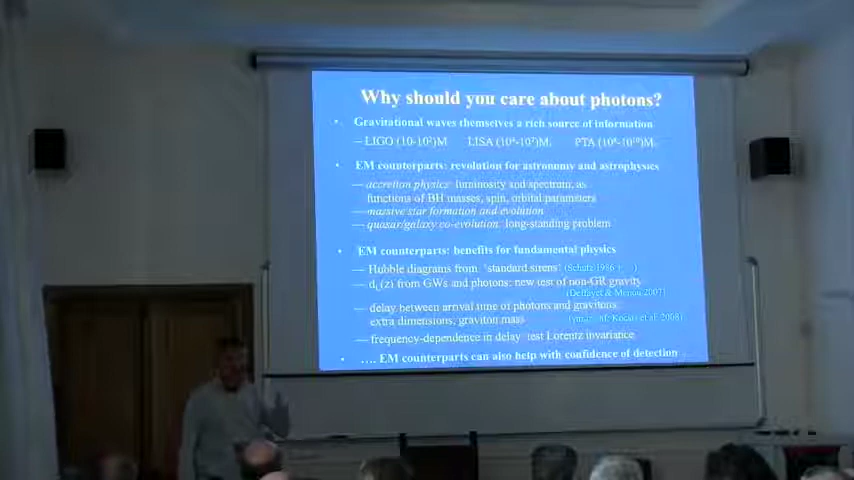 Why should you care about photons?
• Gravitational waves themselves a rich source of information
– LIGO (10-10²)M LISA (10⁴-10⁷)M PTA (10⁸-10¹⁰)M
• EM counterparts: revolution for astronomy and astrophysics
— accretion physics: luminosity and spectrum, as
functions of BH masses, spin, orbital parameters
— massive star formation and evolution
— quasar/galaxy co-evolution: long-standing problem
• EM counterparts: benefits for fundamental physics
— Hubble diagrams from 'standard sirens' (Schutz 1986
— d_L(z) from GWs and photons: new test of non-GR gravity
(Deffayet & Menou 2007)
— delay between arrival time of photons and gravitons:
extra dimensions, graviton mass Kocsis et al. 2008)
— frequency-dependence in delay test Lorentz invariance
• .... EM counterparts can also help with confidence of detection